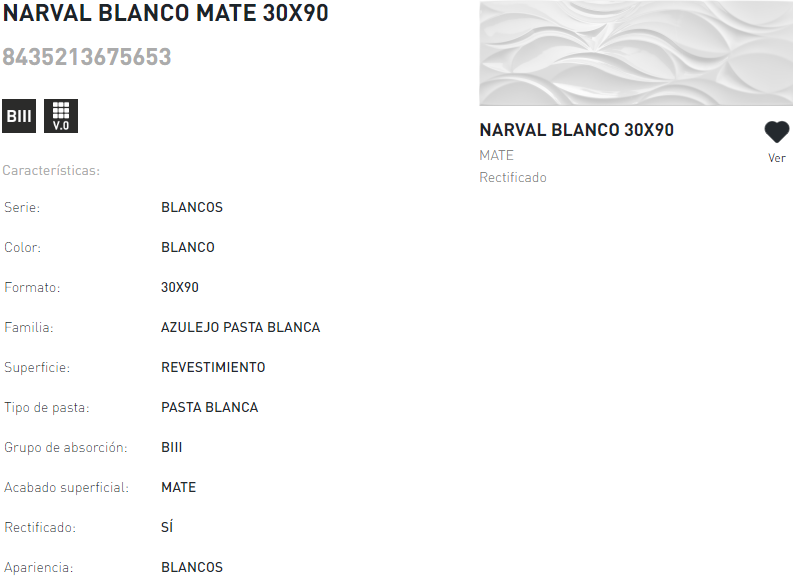 NARVAL BLANCO MATE 30X90
8435213675653
BIII
V.0
Características:
Serie: BLANCOS
Color: BLANCO
Formato: 30X90
Familia: AZULEJO PASTA BLANCA
Superficie: REVESTIMIENTO
Tipo de pasta: PASTA BLANCA
Grupo de absorción: BIII
Acabado superficial: MATE
Rectificado: SÍ
Apariencia: BLANCOS
NARVAL BLANCO 30X90
MATE
Rectificado
Ver